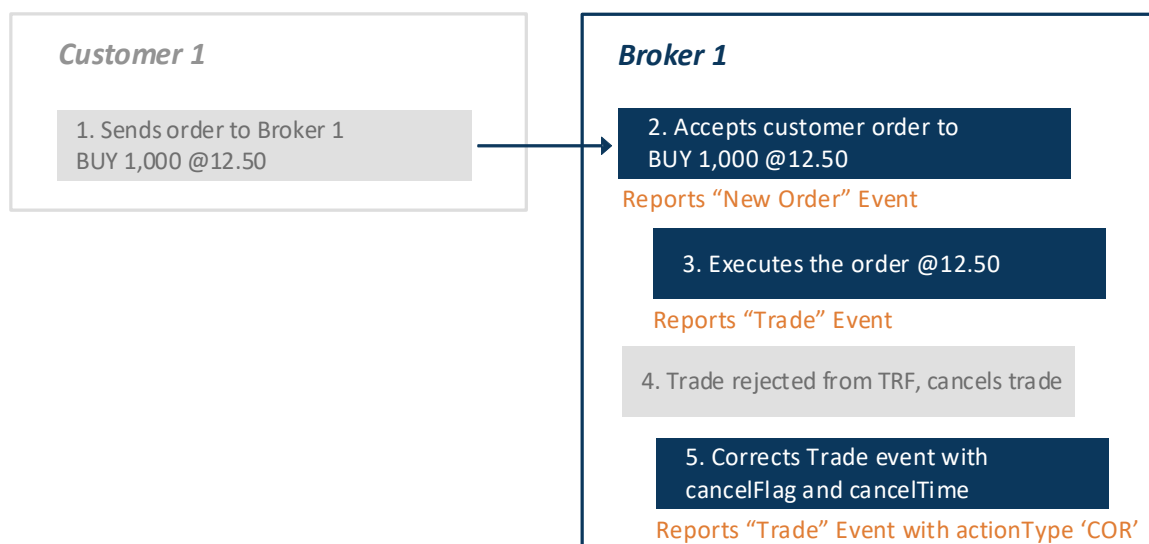 Customer 1
1. Sends order to Broker 1
BUY 1,000 @12.50
Broker 1
2. Accepts customer order to
BUY 1,000 @12.50
Reports “New Order” Event
3. Executes the order @12.50
Reports “Trade” Event
4. Trade rejected from TRF, cancels trade
5. Corrects Trade event with
cancelFlag and cancelTime
Reports “Trade” Event with actionType ‘COR’